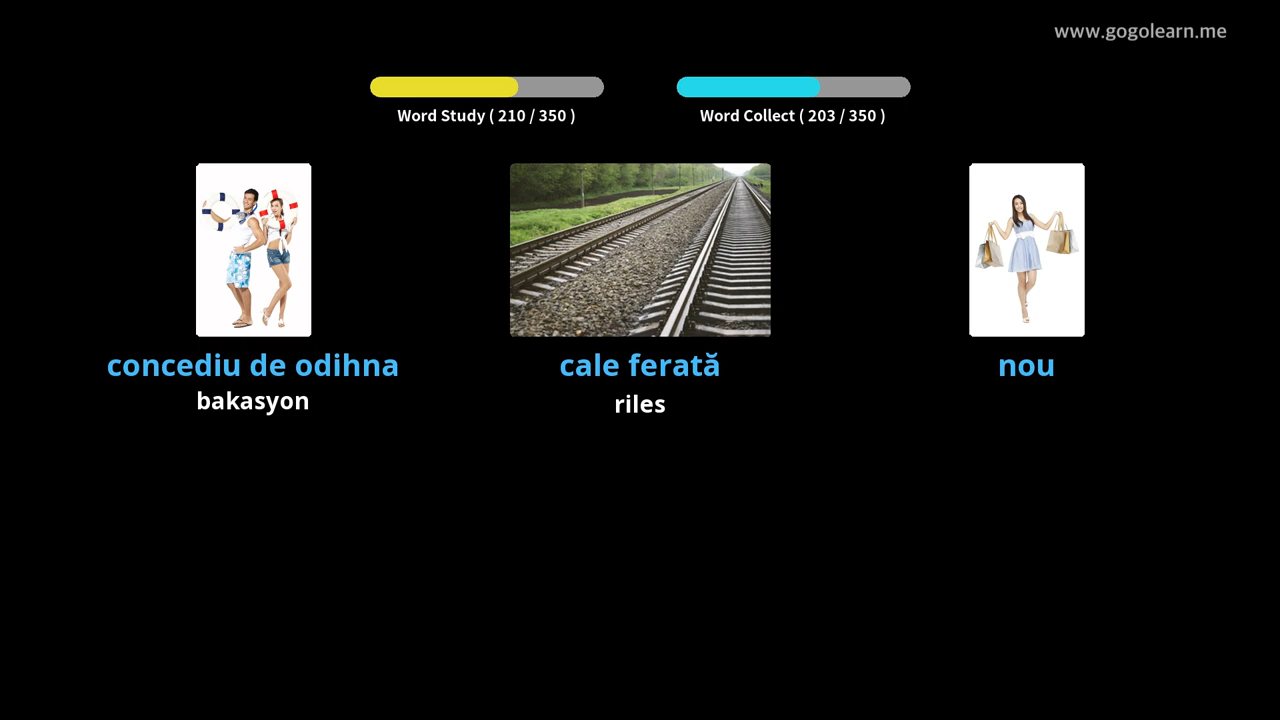 www.gogolearn.me
Word Study ( 210 / 350 )
Word Collect ( 203 / 350 )
concediu de odihna
cale ferată
nou
bakasyon
riles